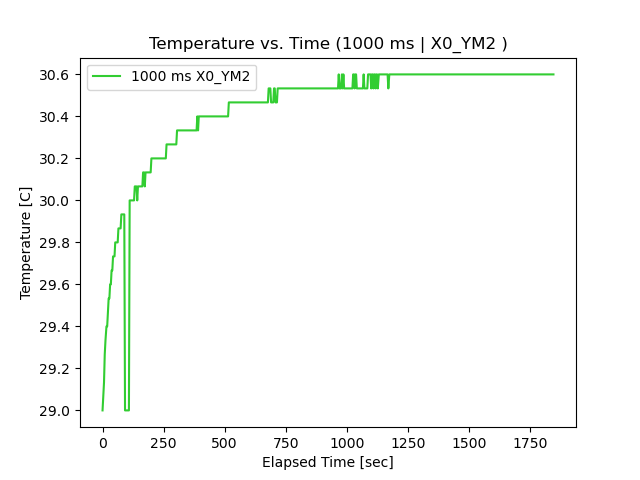 Temperature vs. Time (1000 ms | X0_YM2 )
1000 ms X0_YM2
30.6
30.4
30.2
30.0
29.8
29.6
29.4
29.2
29.0
Temperature [C]
0 250 500 750 1000 1250 1500 1750
Elapsed Time [sec]